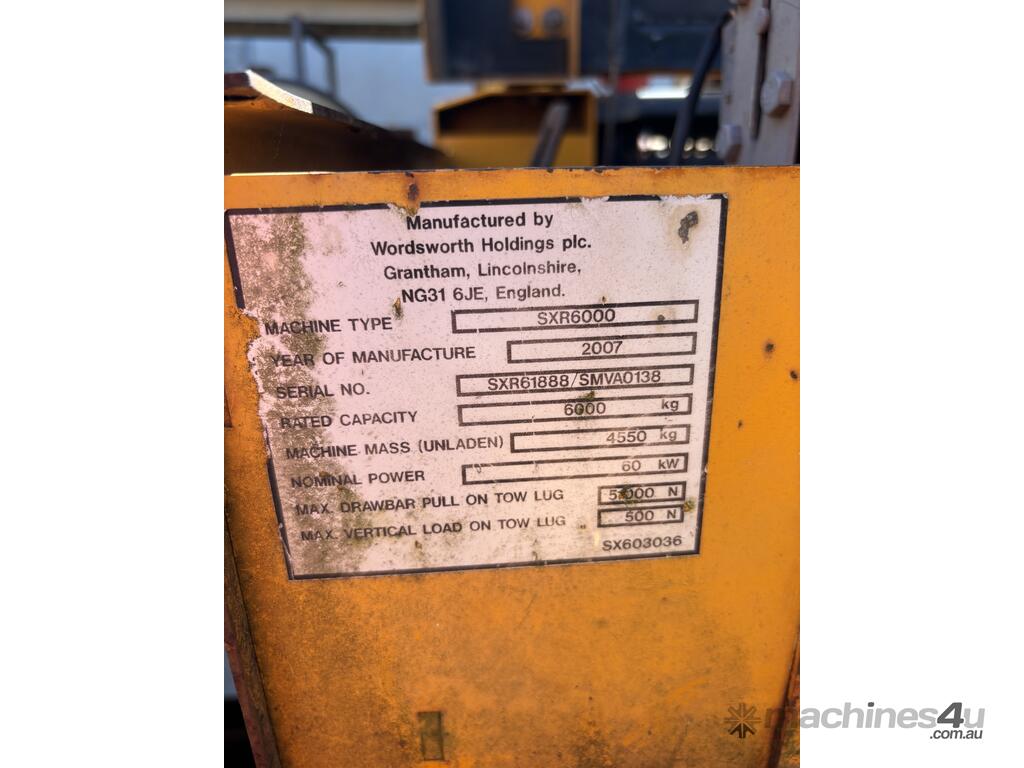 Manufactured by
Wordsworth Holdings plc.
Grantham, Lincolnshire,
NG31 6JE, England.
MACHINE TYPE SXR6000
YEAR OF MANUFACTURE 2007
SERIAL NO. SXR61888/SMVA0138
RATED CAPACITY 6000 kg
MACHINE MASS (UNLADEN) 4550 kg
NOMINAL POWER 60 kW
MAX. DRAWBAR PULL ON TOW LUG N
MAX. VERTICAL LOAD ON TOW LUG 500 N
SX603036
machines4u
.com.au